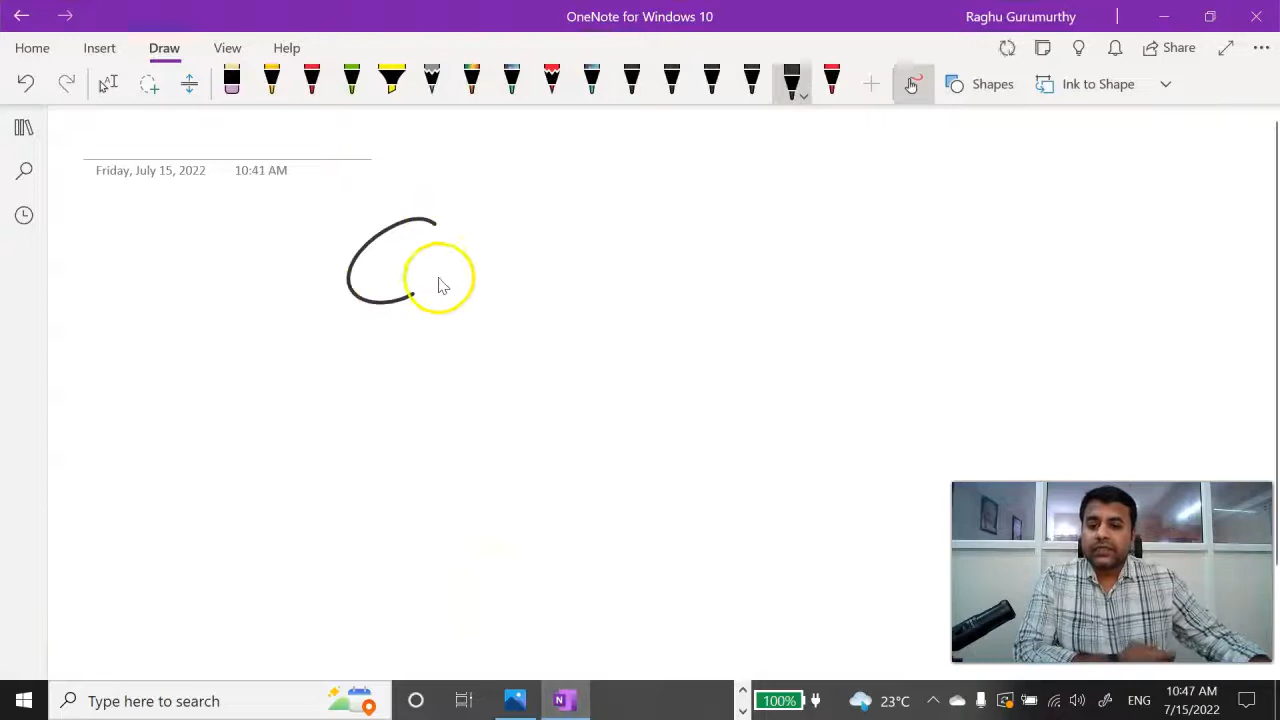 OneNote for Windows 10
Raghu Gurumurthy
Home
Insert
Draw
View
Help
Share
Shapes
Ink to Shape
Friday, July 15, 2022
10:41 AM
C
Type here to search
N
100%
23°C
ENG
10:47 AM
7/15/2022